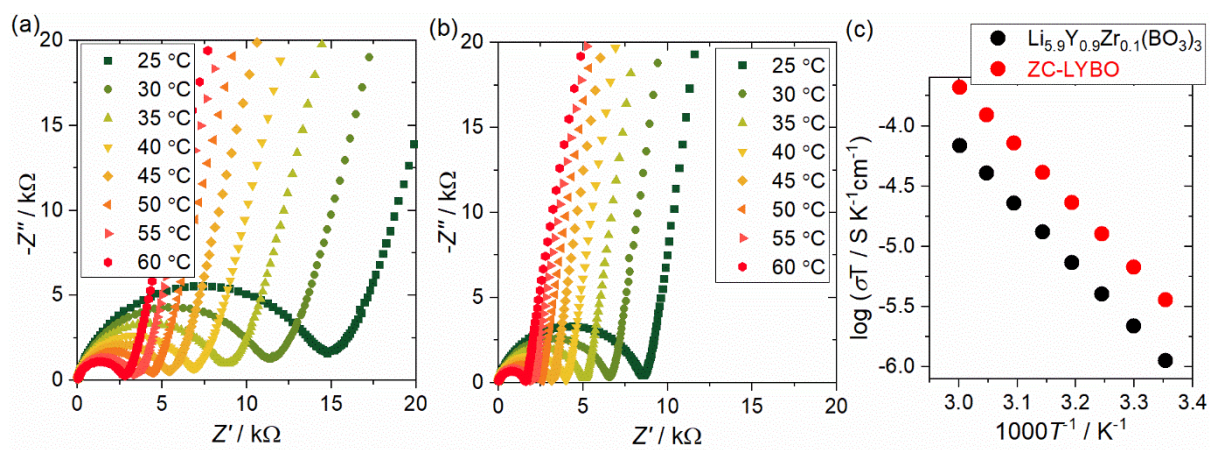 (a)
20
15
10
5
0
-Z″ / kΩ
0 5 10 15 20
Z′ / kΩ
25 °C
30 °C
35 °C
40 °C
45 °C
50 °C
55 °C
60 °C
(b)
20
15
10
5
0
-Z″ / kΩ
0 5 10 15 20
Z′ / kΩ
25 °C
30 °C
35 °C
40 °C
45 °C
50 °C
55 °C
60 °C
(c)
Li5.9Y0.9Zr0.1(BO3)3
ZC-LYBO
-4.0
-4.5
-5.0
-5.5
-6.0
log (σT / S K⁻¹cm⁻¹)
3.0 3.1 3.2 3.3 3.4
1000T⁻¹ / K⁻¹